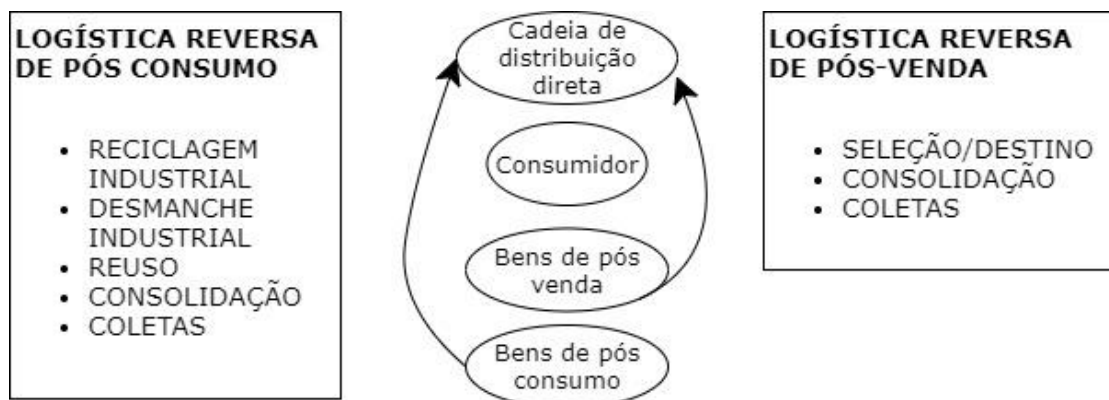 LOGÍSTICA REVERSA
DE PÓS CONSUMO
• RECICLAGEM
INDUSTRIAL
• DESMANCHE
INDUSTRIAL
• REUSO
• CONSOLIDAÇÃO
• COLETAS
Cadeia de
distribuição
direta
Consumidor
Bens de pós
venda
Bens de pós
consumo
LOGÍSTICA REVERSA
DE PÓS-VENDA
• SELEÇÃO/DESTINO
• CONSOLIDAÇÃO
• COLETAS